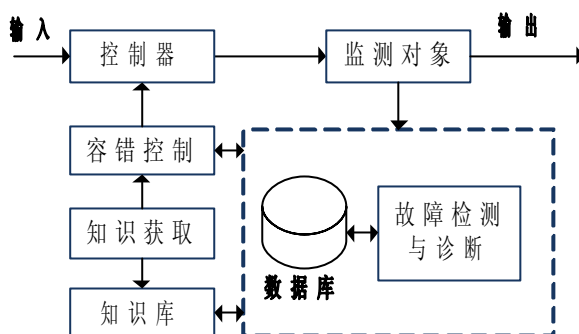 输入
输出
控制器
监测对象
容错控制
知识获取
故障检测
与诊断
数据库
知识库